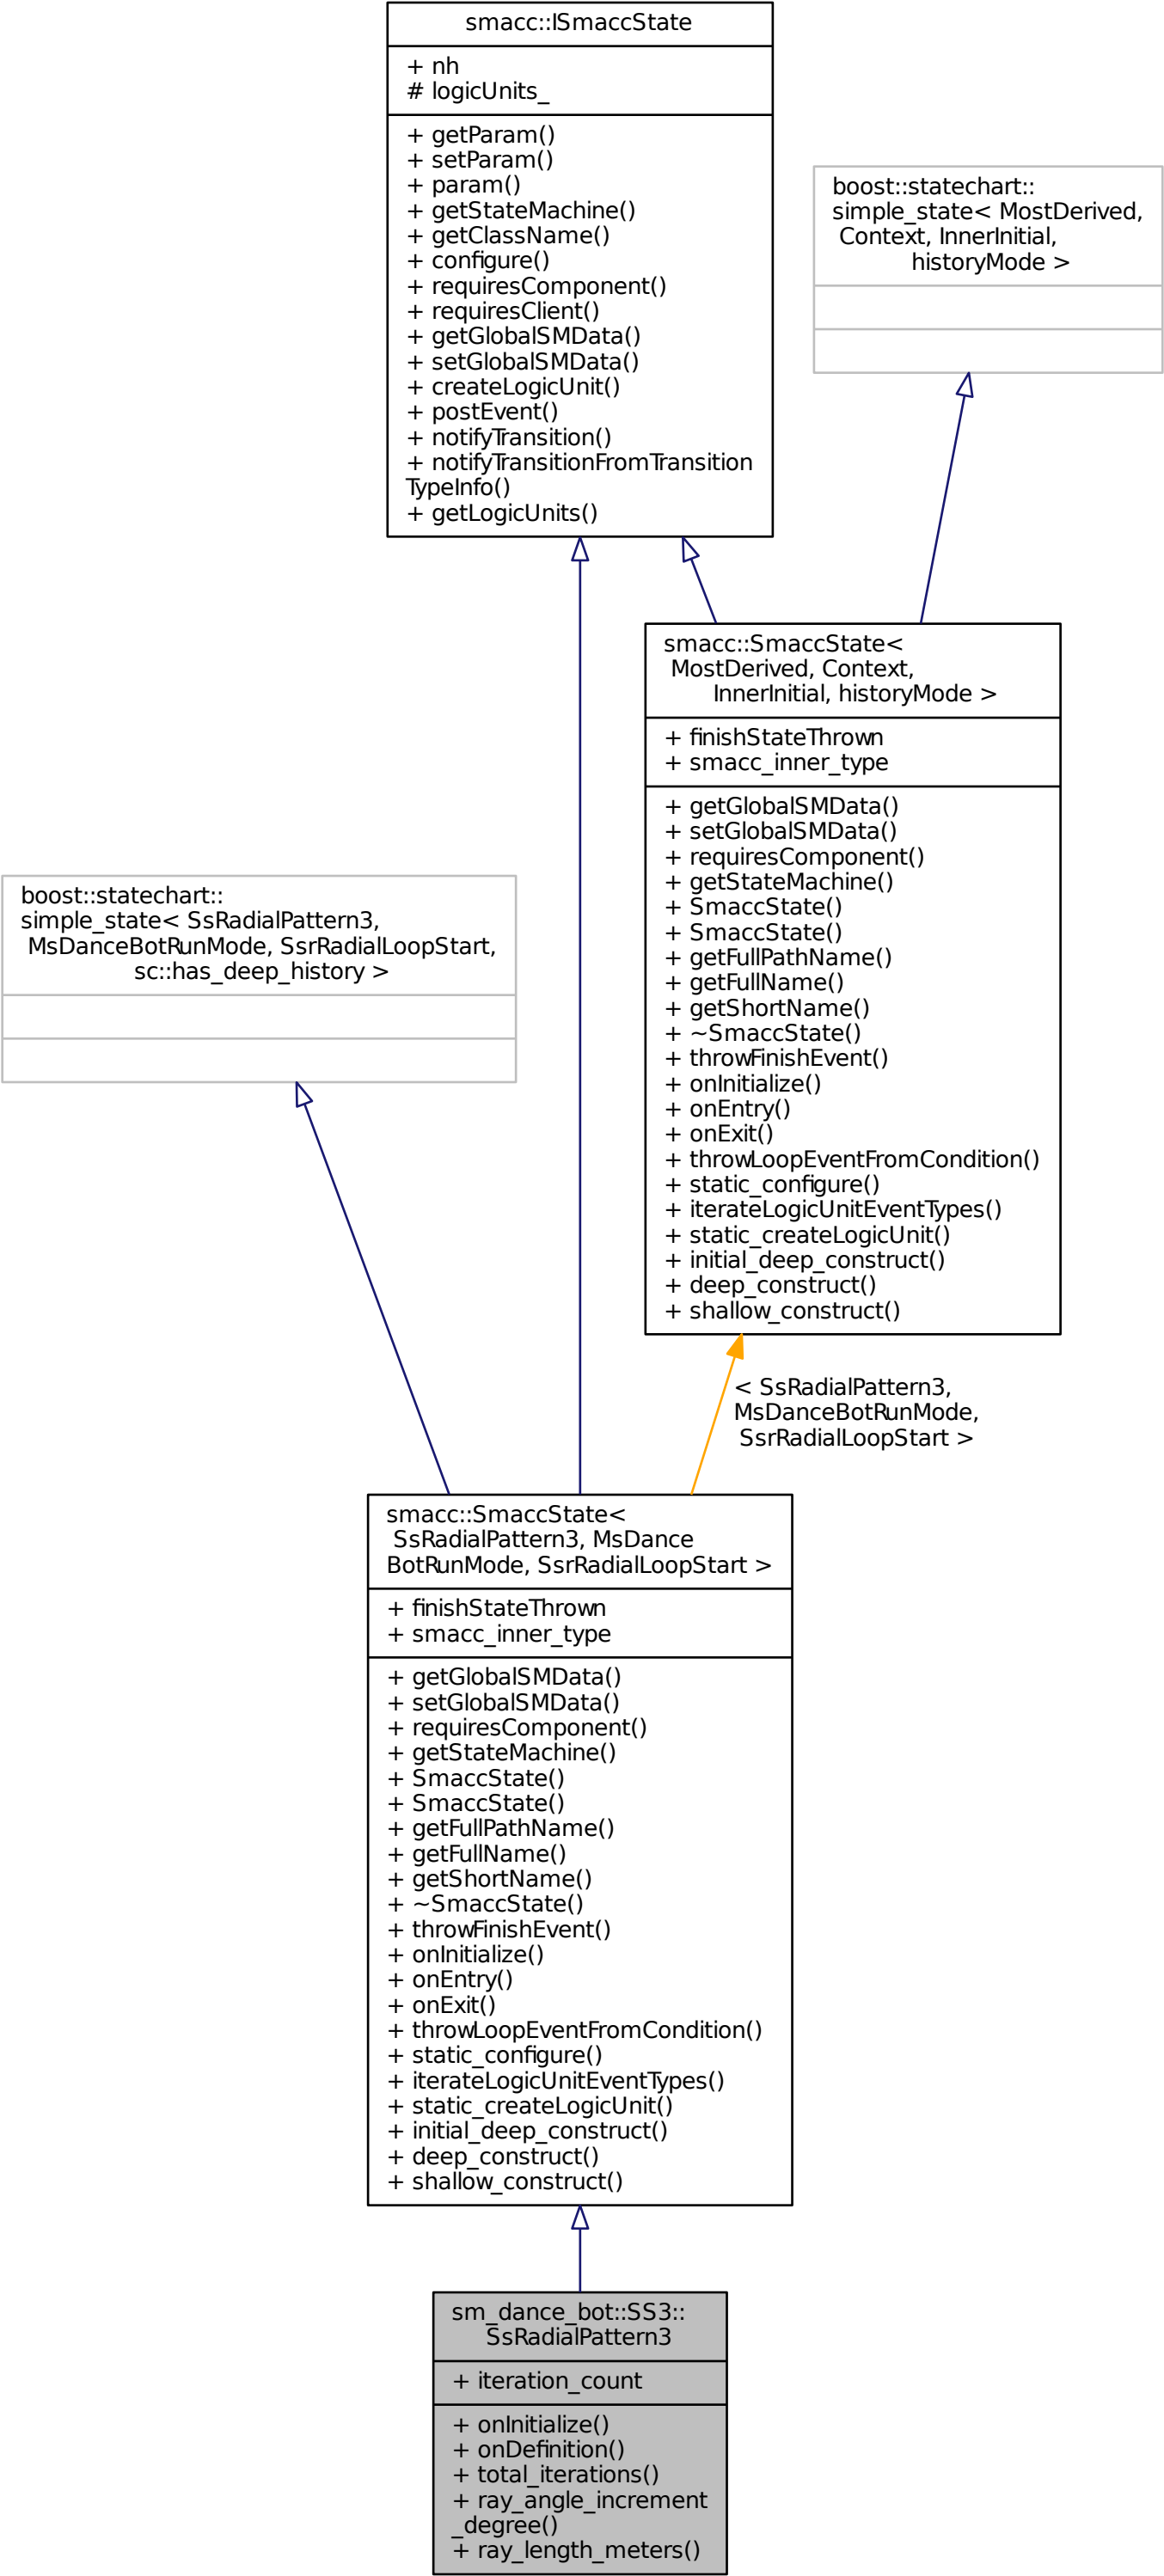 smacc::ISmaccState
+ nh
# logicUnits_
+ getParam()
+ setParam()
+ param()
+ getStateMachine()
+ getClassName()
+ configure()
+ requiresComponent()
+ requiresClient()
+ getGlobalSMData()
+ setGlobalSMData()
+ createLogicUnit()
+ postEvent()
+ notifyTransition()
+ notifyTransitionFromTransition
TypeInfo()
+ getLogicUnits()
boost::statechart::
simple_state< MostDerived,
Context, InnerInitial,
historyMode >
smacc::SmaccState<
MostDerived, Context,
InnerInitial, historyMode >
+ finishStateThrown
+ smacc_inner_type
+ getGlobalSMData()
+ setGlobalSMData()
+ requiresComponent()
+ getStateMachine()
+ SmaccState()
+ SmaccState()
+ getFullPathName()
+ getFullName()
+ getShortName()
+ ~SmaccState()
+ throwFinishEvent()
+ onInitialize()
+ onEntry()
+ onExit()
+ throwLoopEventFromCondition()
+ static_configure()
+ iterateLogicUnitEventTypes()
+ static_createLogicUnit()
+ initial_deep_construct()
+ deep_construct()
+ shallow_construct()
boost::statechart::
simple_state< SsRadialPattern3,
MsDanceBotRunMode, SsrRadialLoopStart,
sc::has_deep_history >
< SsRadialPattern3,
MsDanceBotRunMode,
SsrRadialLoopStart >
smacc::SmaccState<
SsRadialPattern3, MsDance
BotRunMode, SsrRadialLoopStart >
+ finishStateThrown
+ smacc_inner_type
+ getGlobalSMData()
+ setGlobalSMData()
+ requiresComponent()
+ getStateMachine()
+ SmaccState()
+ SmaccState()
+ getFullPathName()
+ getFullName()
+ getShortName()
+ ~SmaccState()
+ throwFinishEvent()
+ onInitialize()
+ onEntry()
+ onExit()
+ throwLoopEventFromCondition()
+ static_configure()
+ iterateLogicUnitEventTypes()
+ static_createLogicUnit()
+ initial_deep_construct()
+ deep_construct()
+ shallow_construct()
sm_dance_bot::SS3::
SsRadialPattern3
+ iteration_count
+ onInitialize()
+ onDefinition()
+ total_iterations()
+ ray_angle_increment
_degree()
+ ray_length_meters()